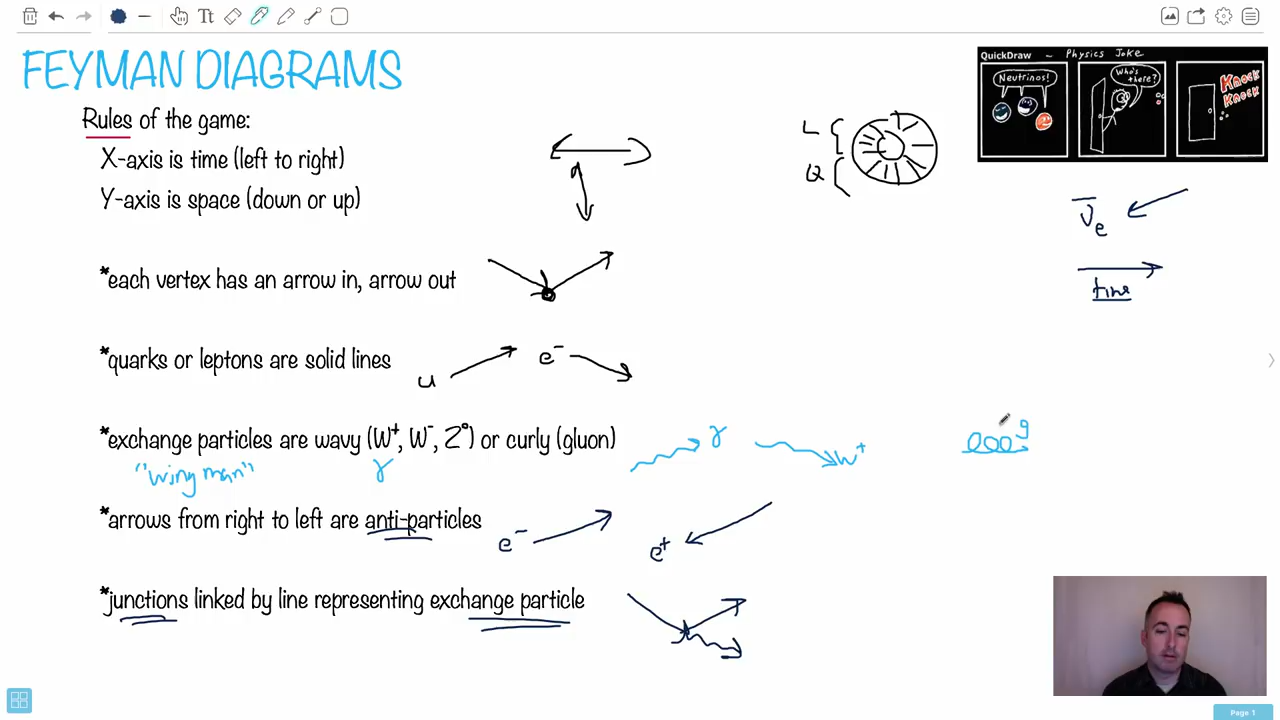 Tt
FEYMAN DIAGRAMS
QuickDraw - Physics Joke
Neutrinos!
Who's there?
KNOCK KNOCK
Rules of the game:
X-axis is time (left to right)
Y-axis is space (down or up)
L
Q
ν̅e
time
*each vertex has an arrow in, arrow out
*quarks or leptons are solid lines
u
e⁻
*exchange particles are wavy (W⁺, W⁻, Z⁰) or curly (gluon)
γ
W⁺
g
"wing man"
γ
*arrows from right to left are anti-particles
e⁻
e⁺
*junctions linked by line representing exchange particle
Page 1